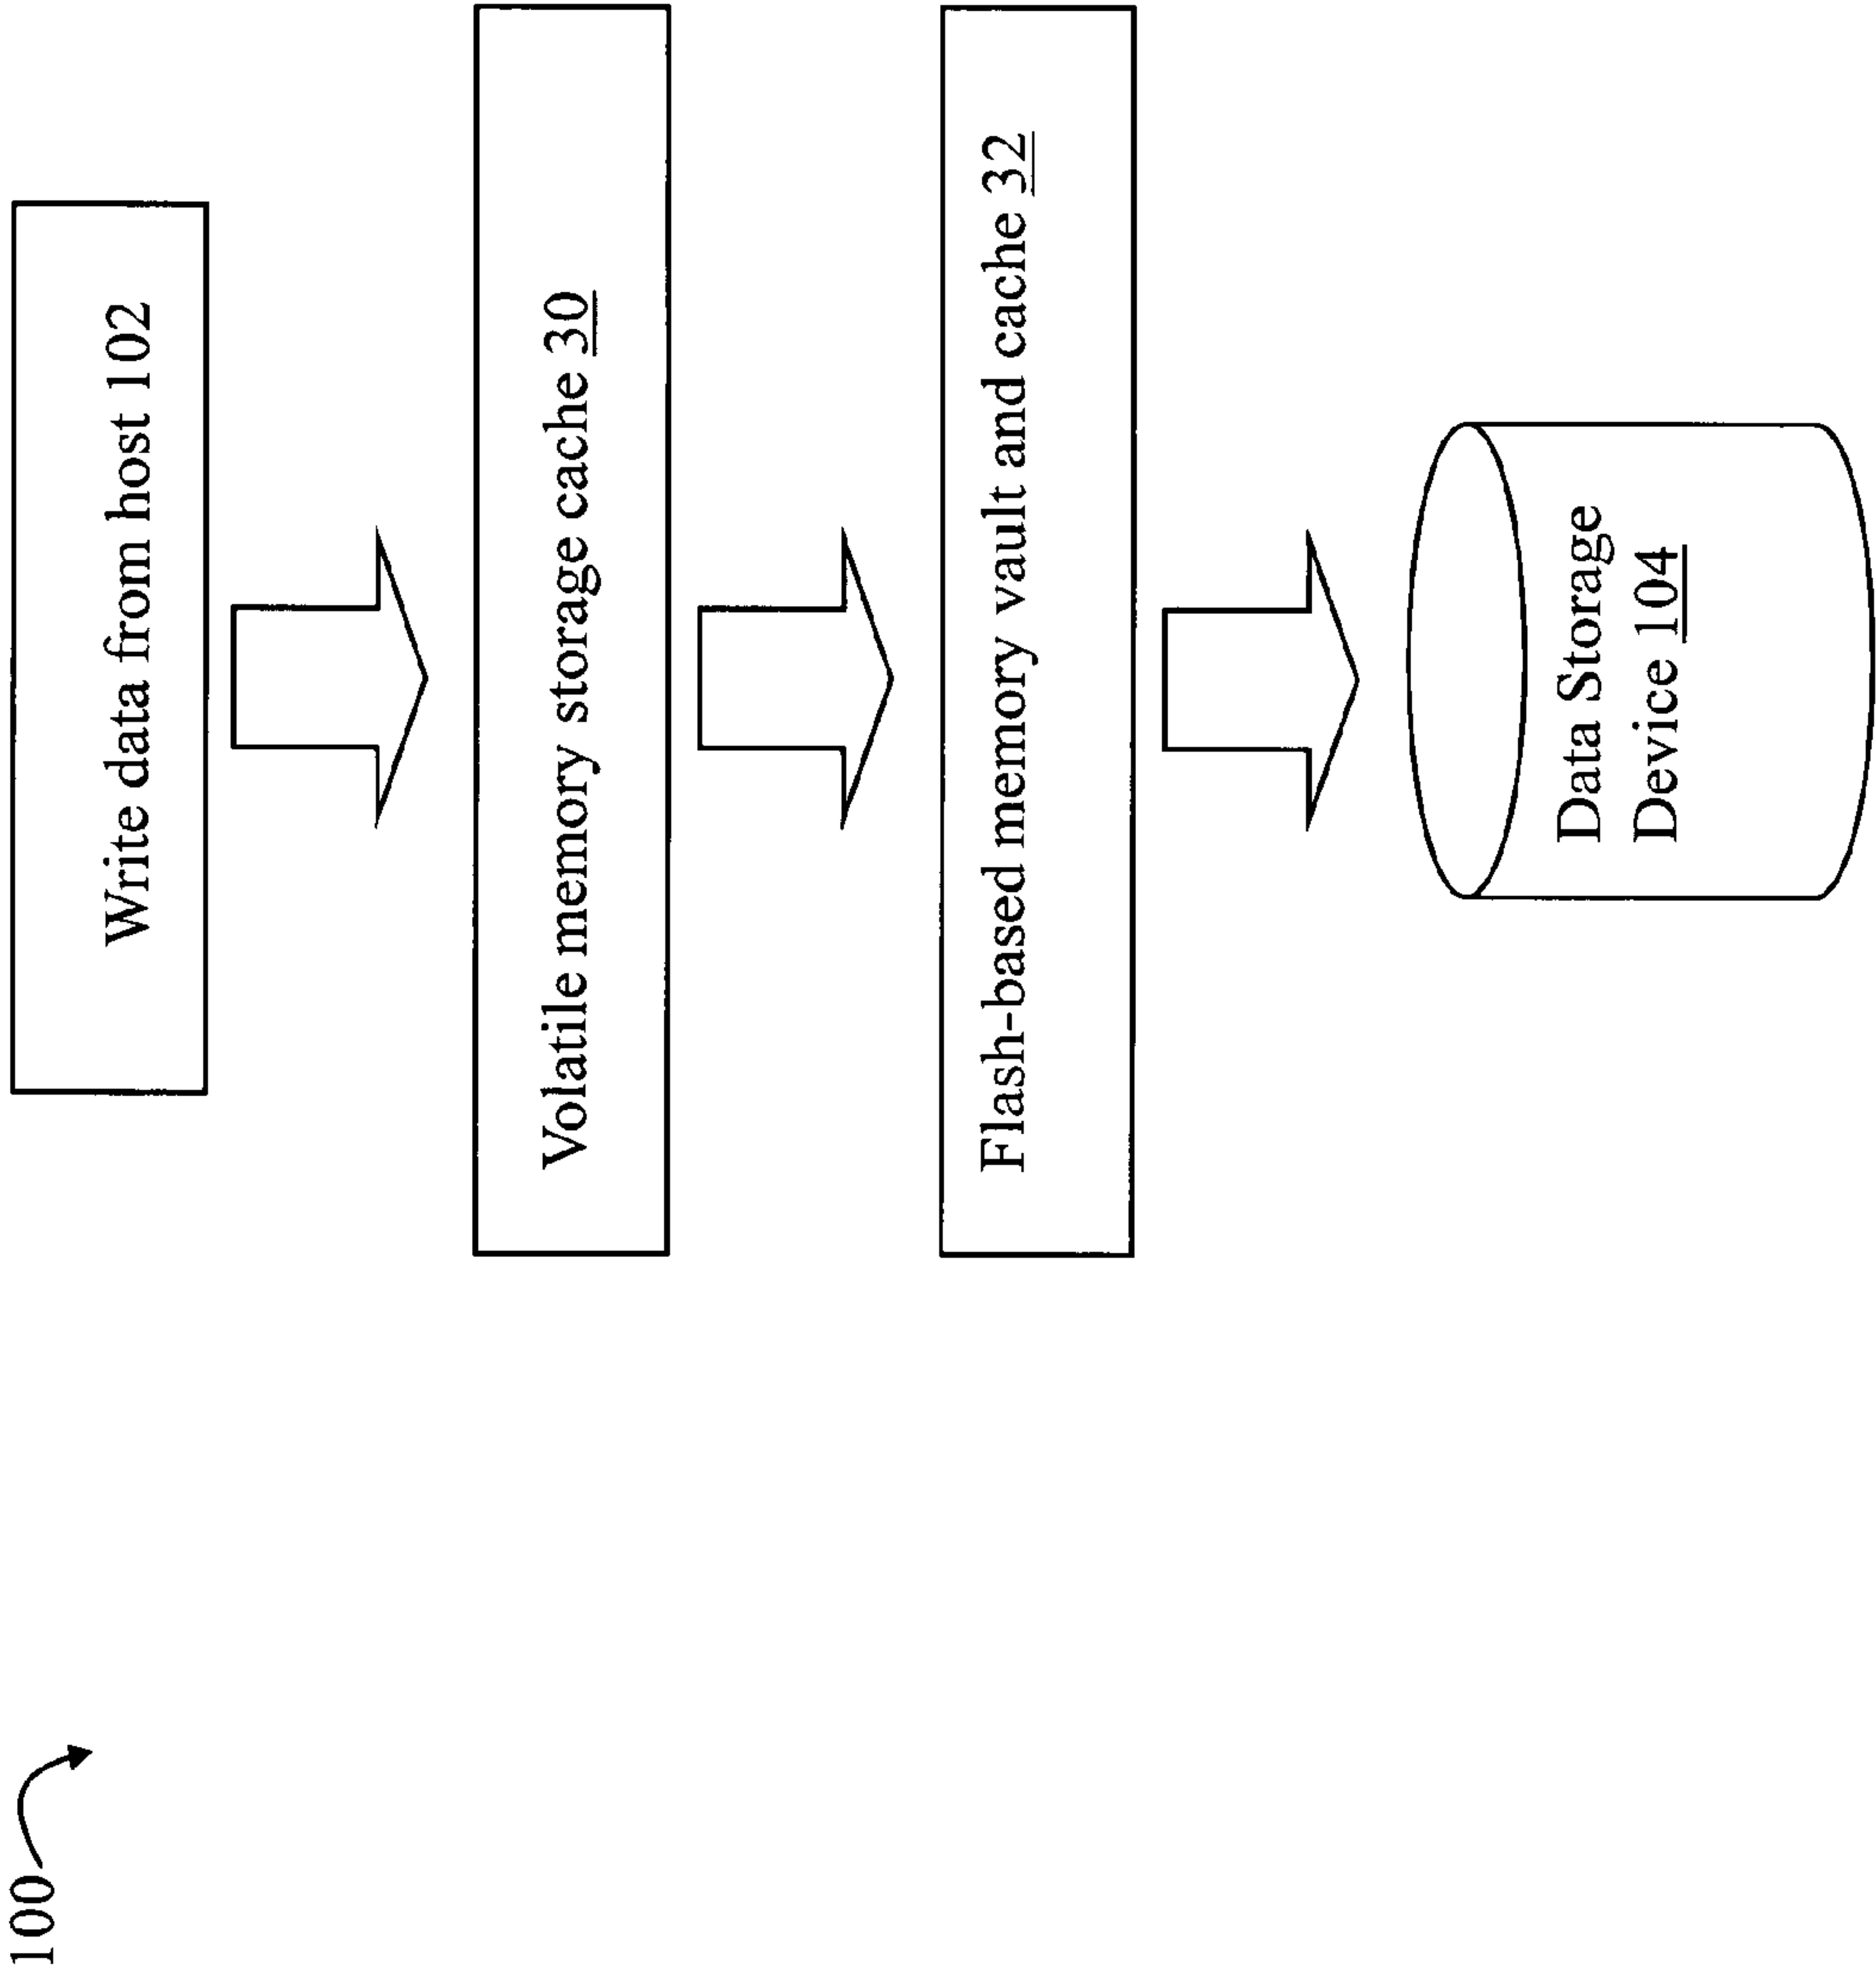 100
Write data from host 102
Volatile memory storage cache 30
Flash-based memory vault and cache 32
Data Storage
Device 104